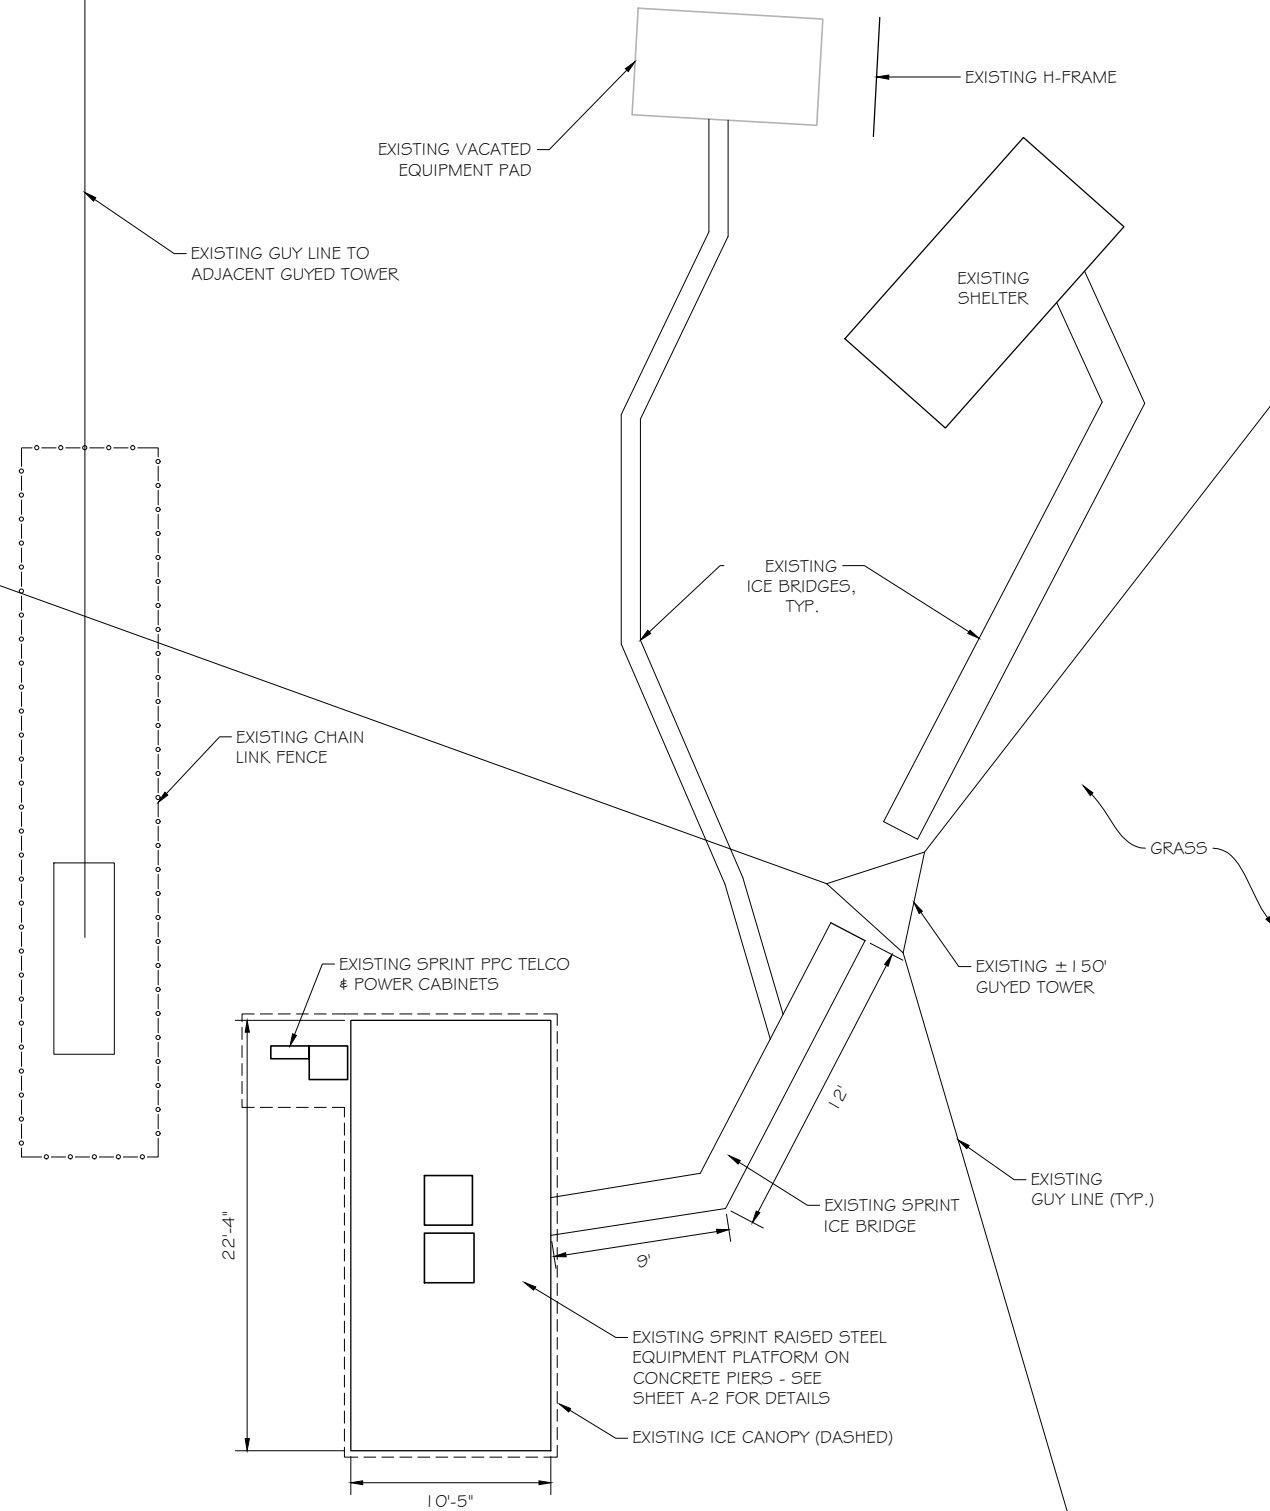 EXISTING H-FRAME
EXISTING VACATED
EQUIPMENT PAD
EXISTING GUY LINE TO
ADJACENT GUYED TOWER
EXISTING
SHELTER
EXISTING
ICE BRIDGES,
TYP.
EXISTING CHAIN
LINK FENCE
GRASS
EXISTING SPRINT PPC TELCO
& POWER CABINETS
EXISTING ±150'
GUYED TOWER
12'
EXISTING
GUY LINE (TYP.)
EXISTING SPRINT
ICE BRIDGE
22'-4"
9'
EXISTING SPRINT RAISED STEEL
EQUIPMENT PLATFORM ON
CONCRETE PIERS - SEE
SHEET A-2 FOR DETAILS
EXISTING ICE CANOPY (DASHED)
10'-5"